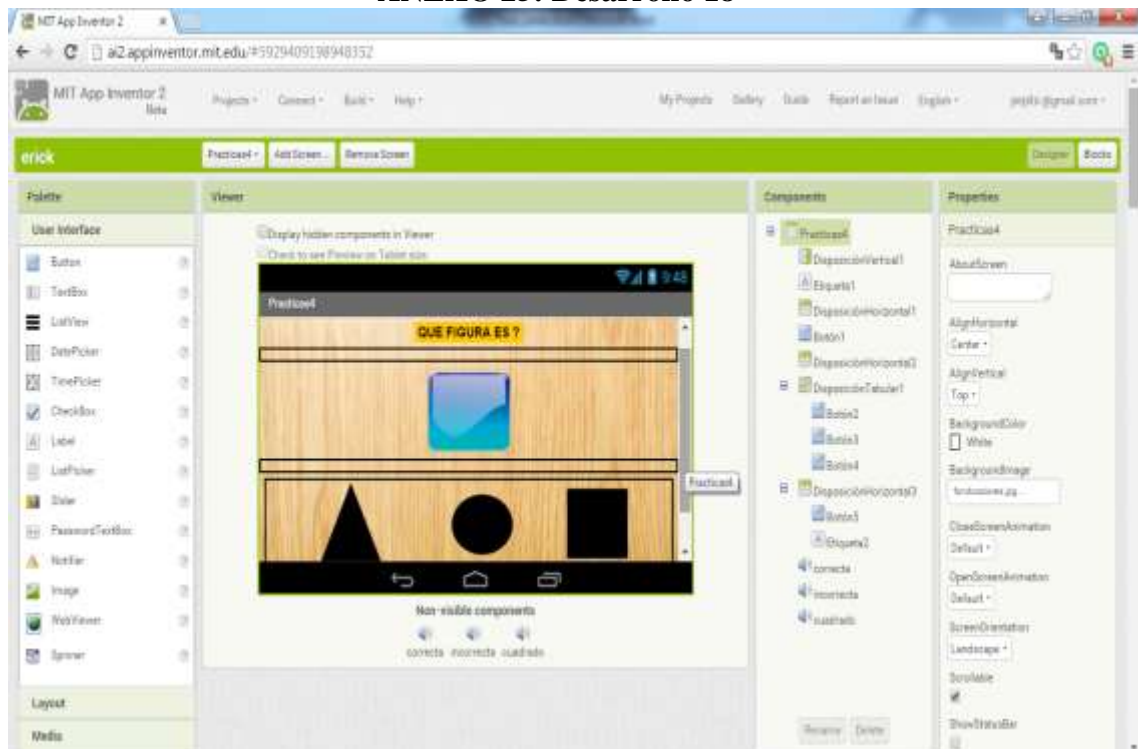 MIT App Inventor 2
ai2.appinventor.mit.edu/#5929409198948352
MIT App Inventor 2
Beta
Projects
Connect
Build
Help
My Projects
Gallery
Guide
Report an Issue
English
erick
Practicas4
Add Screen...
Remove Screen
Designer
Blocks
Palette
User Interface
Button
TextBox
ListView
DatePicker
TimePicker
CheckBox
Label
ListPicker
Slider
PasswordTextBox
Notifier
Image
WebViewer
Spinner
Layout
Media
Viewer
Display hidden components in Viewer
Check to see Preview on Tablet size.
9:48
Practicas4
QUE FIGURA ES ?
Practicas4
Non-visible components
correcta
incorrecta
cuadrado
Components
Practicas4
DisposiciónVertical1
Etiqueta1
DisposiciónHorizontal1
Botón1
DisposiciónHorizontal2
DisposiciónTabular1
Botón2
Botón3
Botón4
DisposiciónHorizontal3
Botón5
Etiqueta2
correcta
incorrecta
cuadrado
Rename
Delete
Properties
Practicas4
AboutScreen
AlignHorizontal
Center
AlignVertical
Top
BackgroundColor
White
BackgroundImage
CloseScreenAnimation
Default
OpenScreenAnimation
Default
ScreenOrientation
Landscape
Scrollable
ShowStatusBar